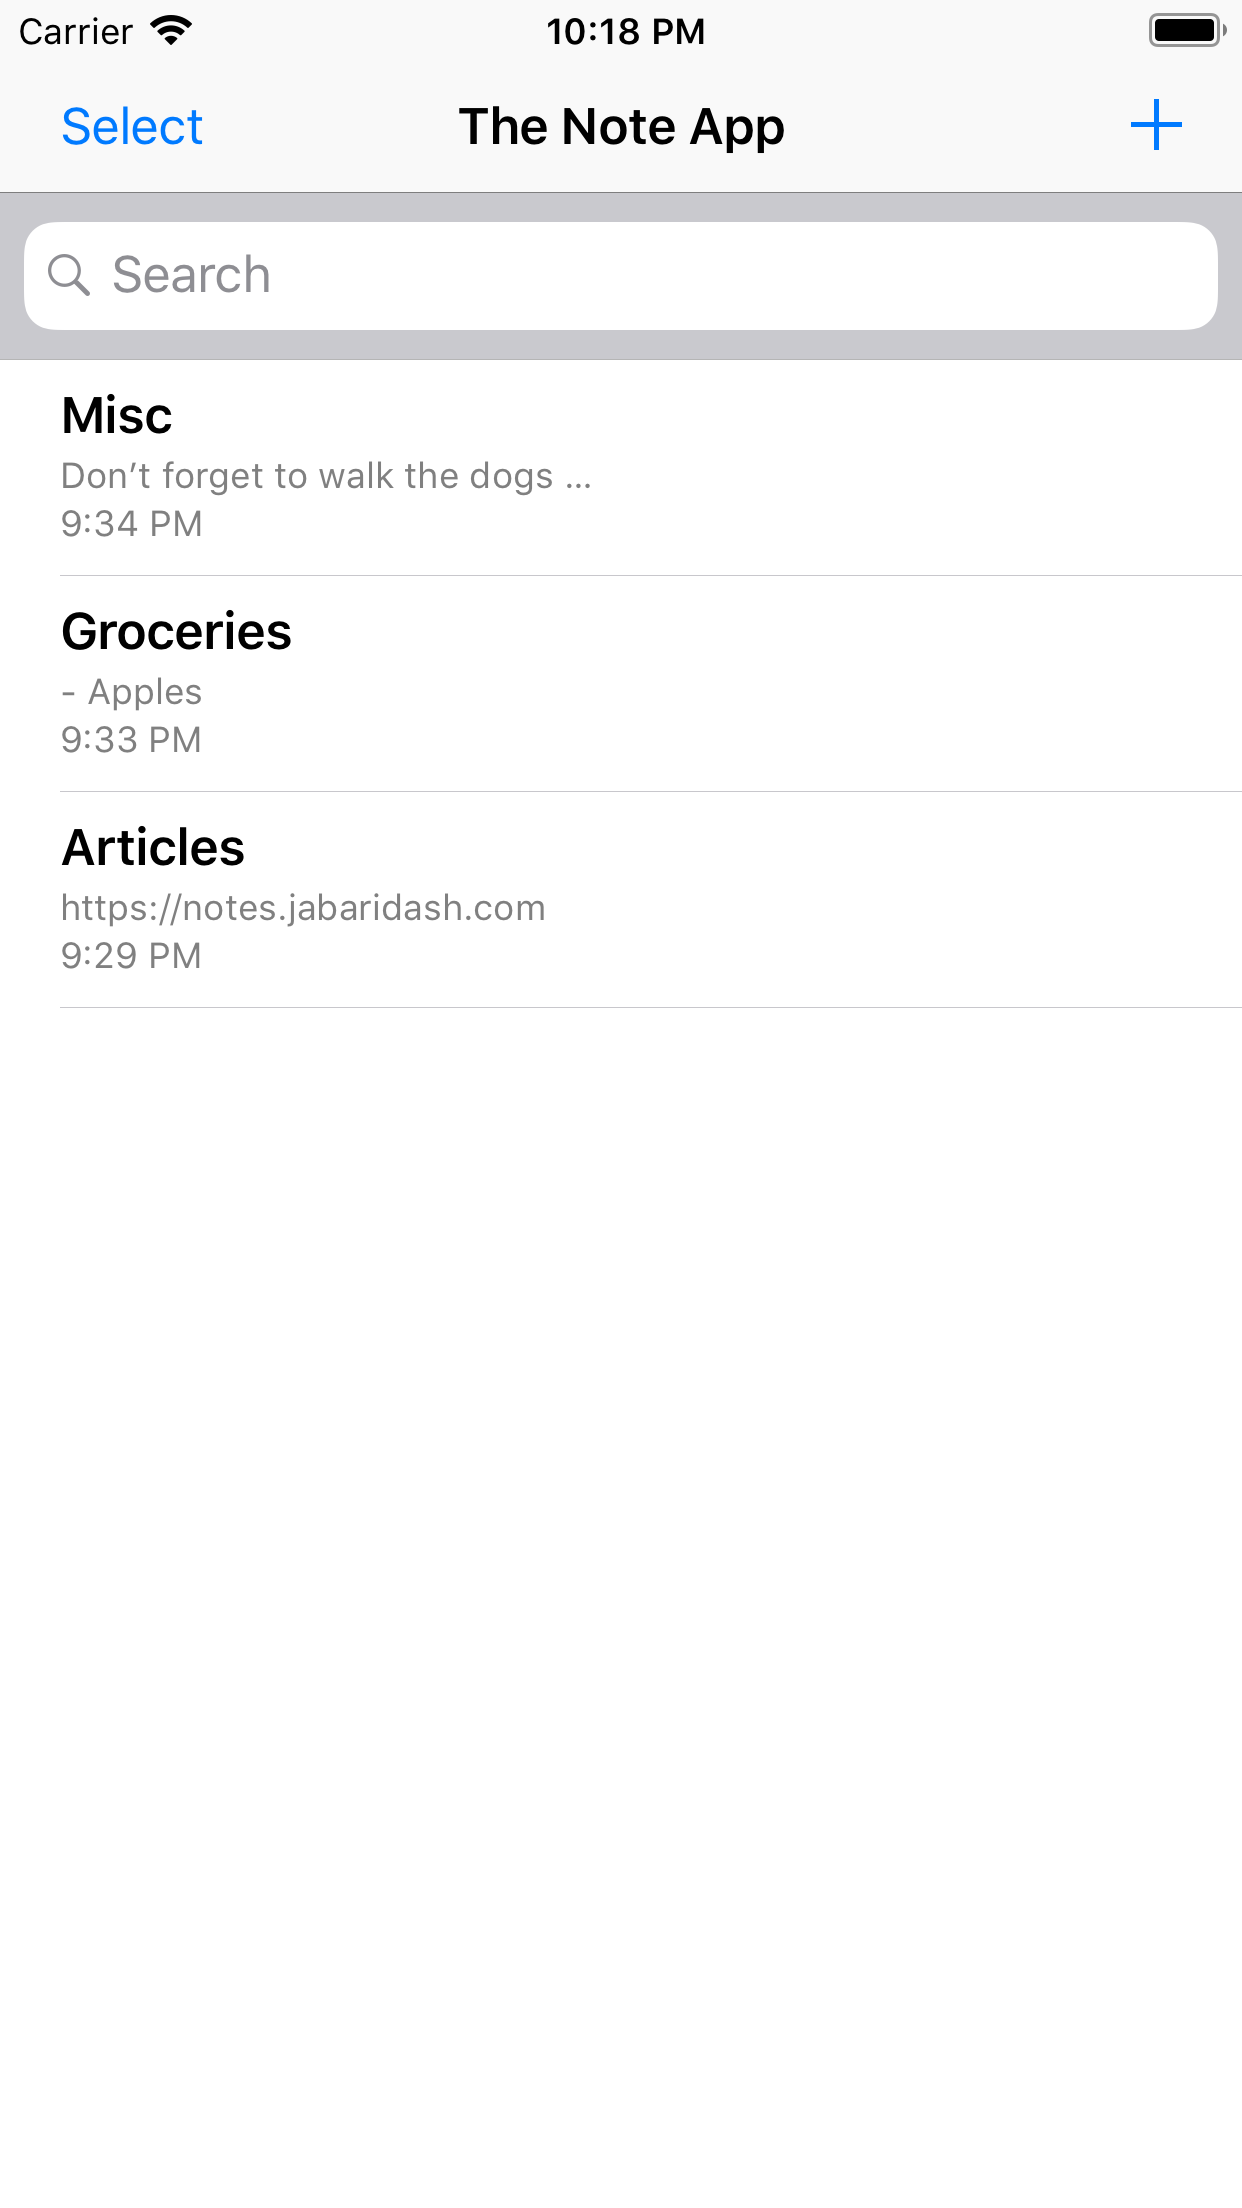 Carrier 10:18 PM
Select The Note App
Search
Misc
Don’t forget to walk the dogs ...
9:34 PM
Groceries
- Apples
9:33 PM
Articles
https://notes.jabaridash.com
9:29 PM